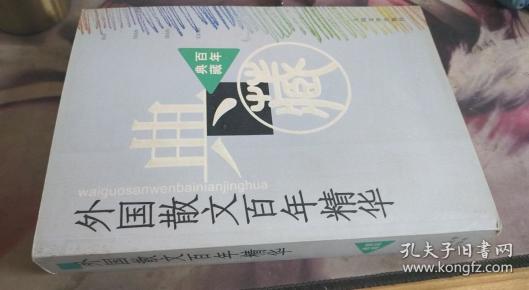 百年
典藏
典藏
waiguosanwenbainianjinghua
外国散文百年精华
外国散文百年精华
孔夫子旧书网
www.kongfz.com